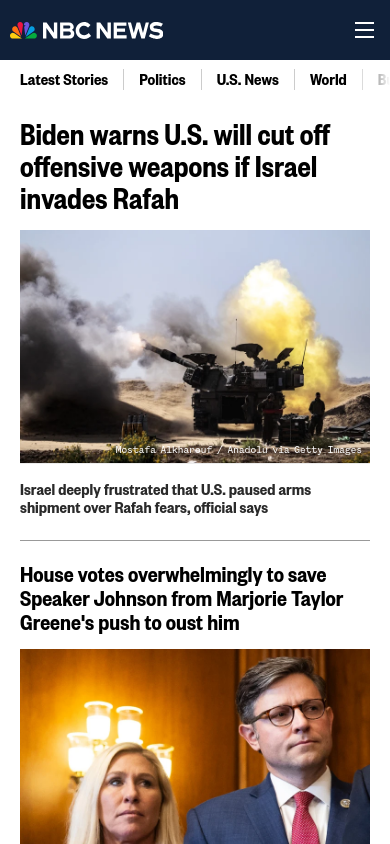 NBC NEWS
Latest Stories
Politics
U.S. News
World
Biden warns U.S. will cut off
offensive weapons if Israel
invades Rafah
Mostafa Alkharouf / Anadolu via Getty Images
Israel deeply frustrated that U.S. paused arms
shipment over Rafah fears, official says
House votes overwhelmingly to save
Speaker Johnson from Marjorie Taylor
Greene's push to oust him